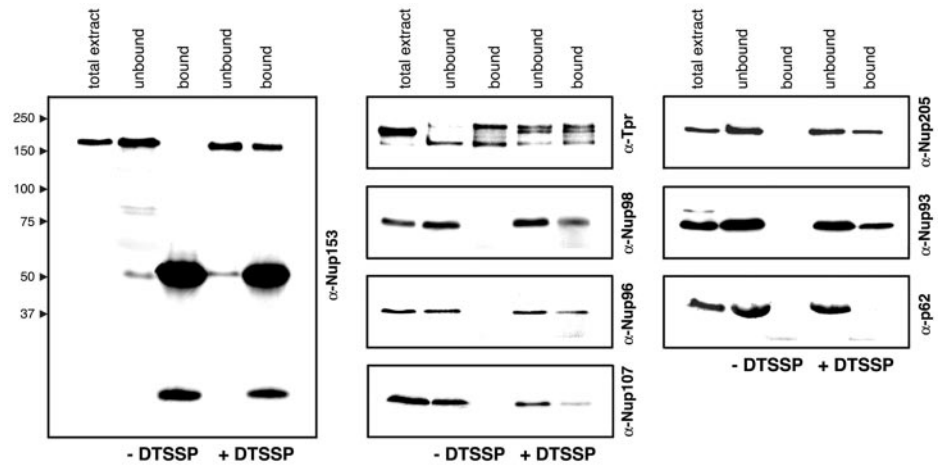 total extract
unbound
bound
unbound
bound
250
150
100
75
50
37
α-Nup153
- DTSSP + DTSSP
total extract
unbound
bound
unbound
bound
α-Tpr
α-Nup98
α-Nup96
α-Nup107
- DTSSP + DTSSP
total extract
unbound
bound
unbound
bound
α-Nup205
α-Nup93
α-p62
- DTSSP + DTSSP